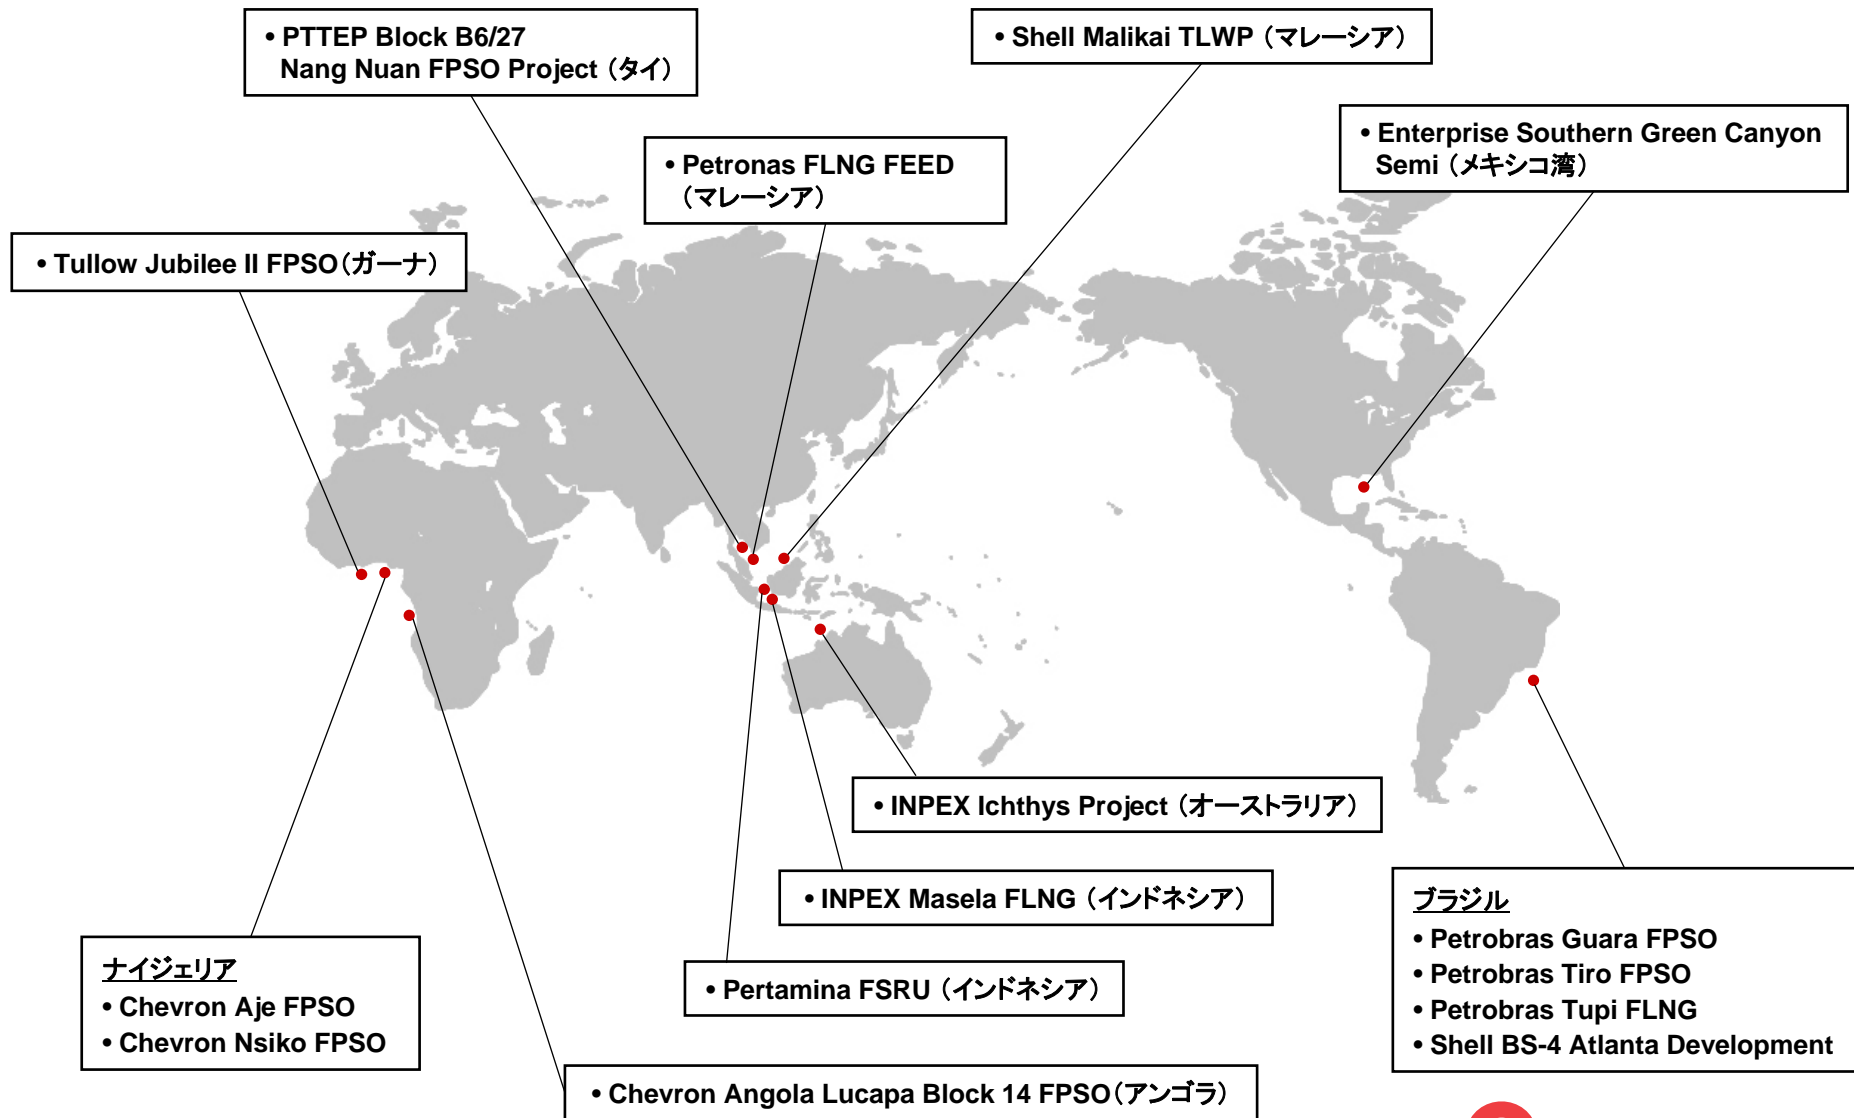 • PTTEP Block B6/27
Nang Nuan FPSO Project（タイ）
• Shell Malikai TLWP（マレーシア）
• Enterprise Southern Green Canyon
Semi（メキシコ湾）
• Petronas FLNG FEED
（マレーシア）
• Tullow Jubilee II FPSO（ガーナ）
• INPEX Ichthys Project（オーストラリア）
• INPEX Masela FLNG（インドネシア）
• Pertamina FSRU（インドネシア）
ナイジェリア
• Chevron Aje FPSO
• Chevron Nsiko FPSO
• Chevron Angola Lucapa Block 14 FPSO（アンゴラ）
ブラジル
• Petrobras Guara FPSO
• Petrobras Tiro FPSO
• Petrobras Tupi FLNG
• Shell BS-4 Atlanta Development